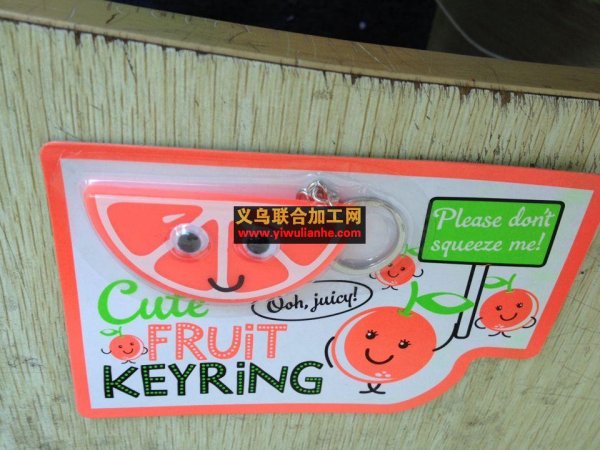 义乌联合加工网
www.yiwulianhe.com
Please don't
squeeze me!
Cute
Ooh, juicy!
FRUiT
KEYRiNG